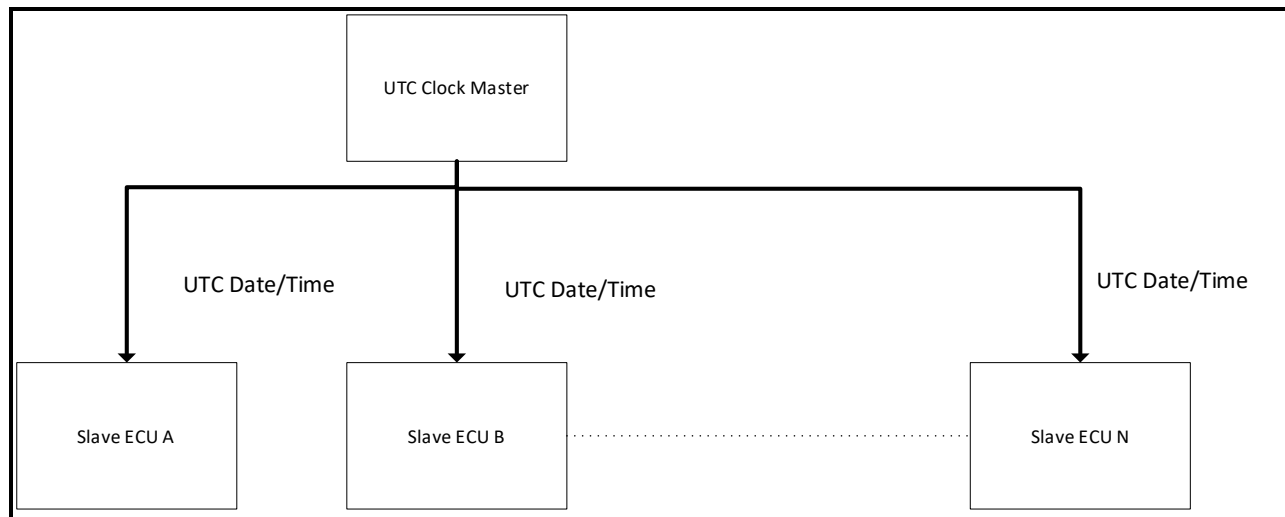 UTC Clock Master
UTC Date/Time
UTC Date/Time
UTC Date/Time
Slave ECU A
Slave ECU B
Slave ECU N